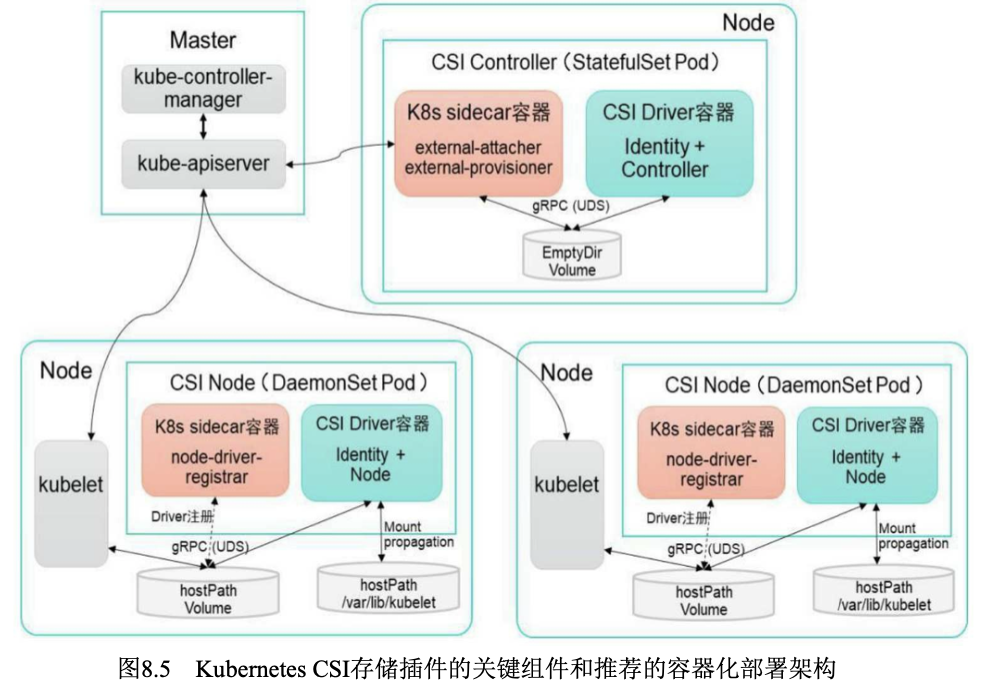 Master
kube-controller-
manager
kube-apiserver
Node
CSI Controller（StatefulSet Pod）
K8s sidecar容器
external-attacher
external-provisioner
CSI Driver容器
Identity +
Controller
gRPC (UDS)
EmptyDir
Volume
Node
kubelet
CSI Node（DaemonSet Pod）
K8s sidecar容器
node-driver-
registrar
CSI Driver容器
Identity +
Node
Driver注册
gRPC (UDS)
Mount
propagation
hostPath
Volume
hostPath
/var/lib/kubelet
Node
kubelet
CSI Node（DaemonSet Pod）
K8s sidecar容器
node-driver-
registrar
CSI Driver容器
Identity +
Node
Driver注册
gRPC (UDS)
Mount
propagation
hostPath
Volume
hostPath
/var/lib/kubelet
图8.5 Kubernetes CSI存储插件的关键组件和推荐的容器化部署架构